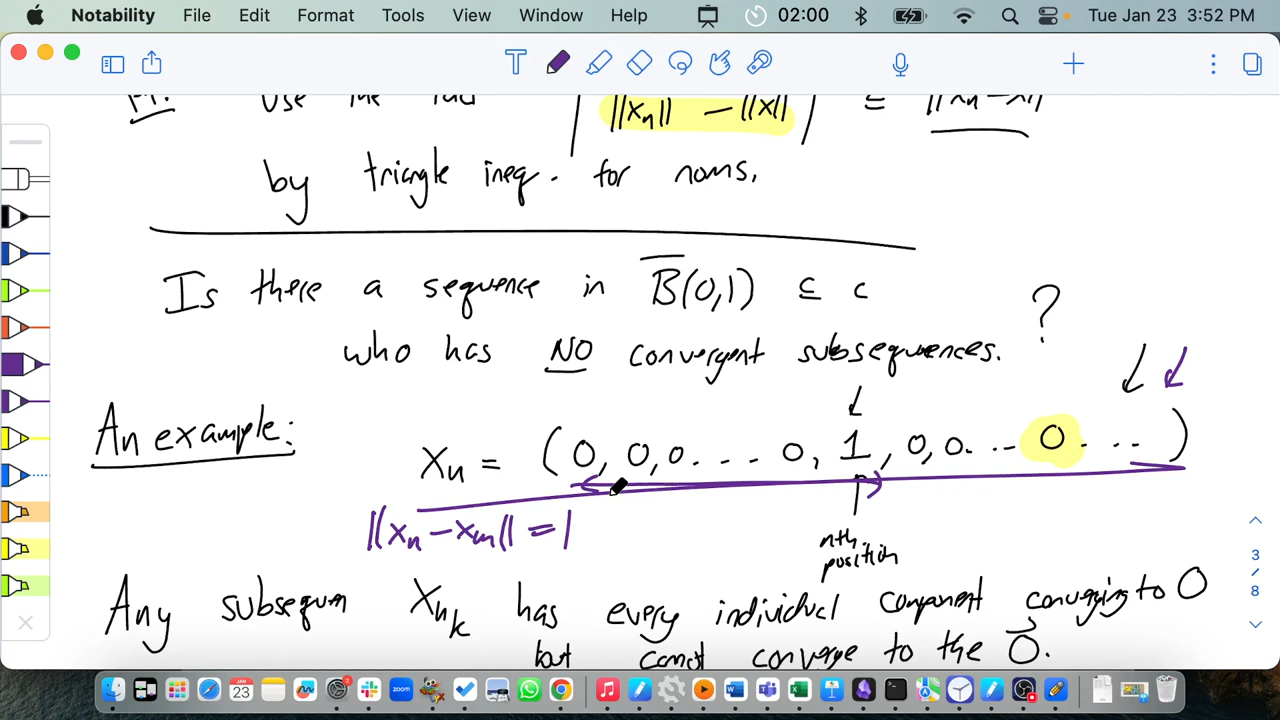 Notability File Edit Format Tools View Window Help 02:00 Tue Jan 23 3:52 PM
Pf: Use the fact | ||xn|| − ||x|| | ≤ ||xn − x||
by triangle ineq. for norms.
Is there a sequence in B̅(0,1) ⊆ c
who has NO convergent subsequences. ?
An example: xn = (0, 0, 0. ... 0, 1, 0, 0. ... 0. ...)
||xn − xm|| = 1
nth
position
Any subsequn xnk has every individual component converging to 0
but cannot converge to the 0⃗.
3
/
8